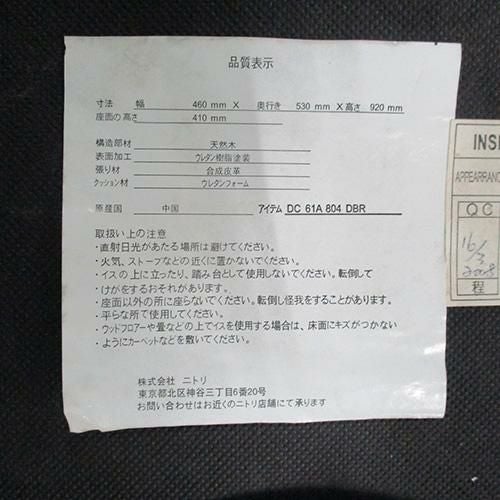 品質表示
寸法 幅 460 mm X 奥行き 530 mm X 高さ 920 mm
座面の高さ 410 mm
構造部材 天然木
表面加工 ウレタン樹脂塗装
張り材 合成皮革
クッション材 ウレタンフォーム
原産国 中国 アイテム DC 61A 804 DBR
取扱い上の注意
・直射日光があたる場所は避けてください。
・火気、ストーブなどの近くに置かないでください。
・イスの上に立ったり、踏み台として使用しないでください。転倒して
・けがをするおそれがあります。
・座面以外の所に座らないでください。転倒し怪我をすることがあります。
・平らな所で使用してください。
・ウッドフロアーや畳などの上でイスを使用する場合は、床面にキズがつかない
・ようにカーペットなどを敷いてください。
株式会社 ニトリ
東京都北区神谷三丁目6番20号
お問い合わせはお近くのニトリ店舗にて承ります
INSP
APPEARRANC
QC
16/3
2008
程